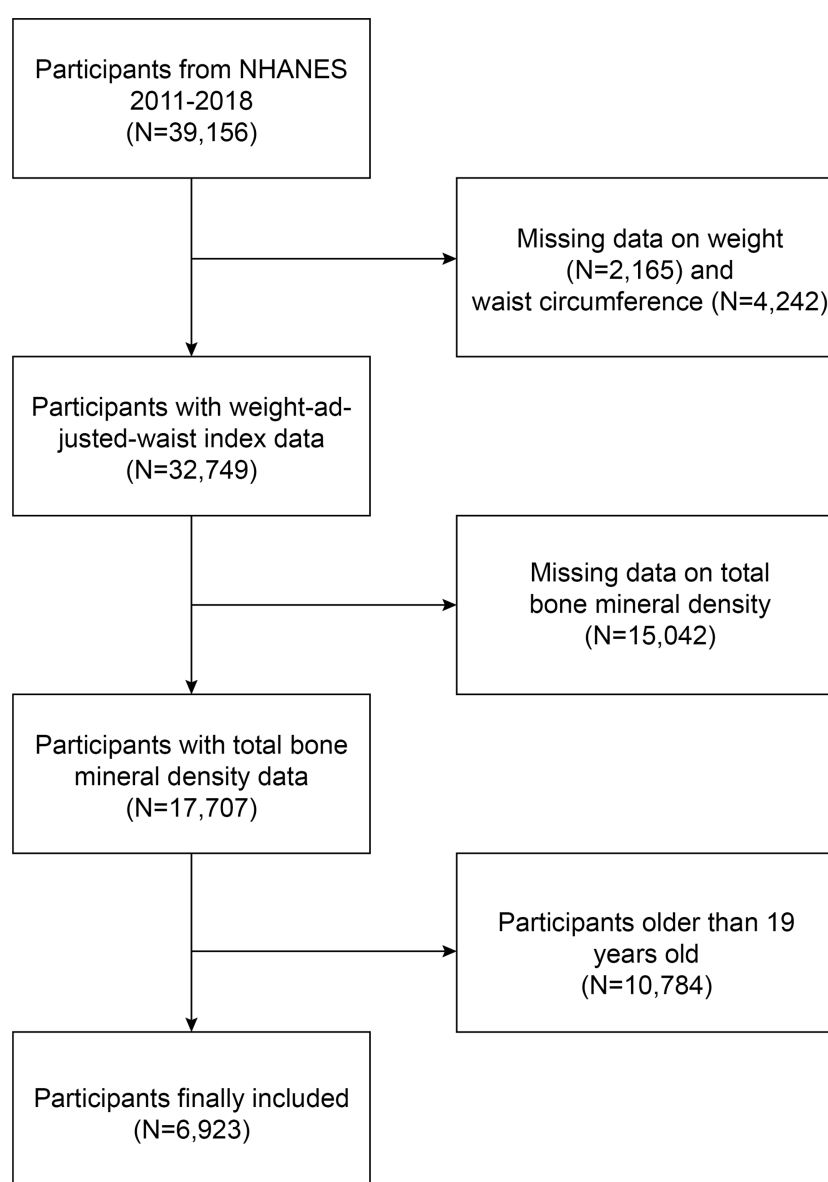 Participants from NHANES
2011-2018
(N=39,156)
Missing data on weight
(N=2,165) and
waist circumference (N=4,242)
Participants with weight-ad-
justed-waist index data
(N=32,749)
Missing data on total
bone mineral density
(N=15,042)
Participants with total bone
mineral density data
(N=17,707)
Participants older than 19
years old
(N=10,784)
Participants finally included
(N=6,923)